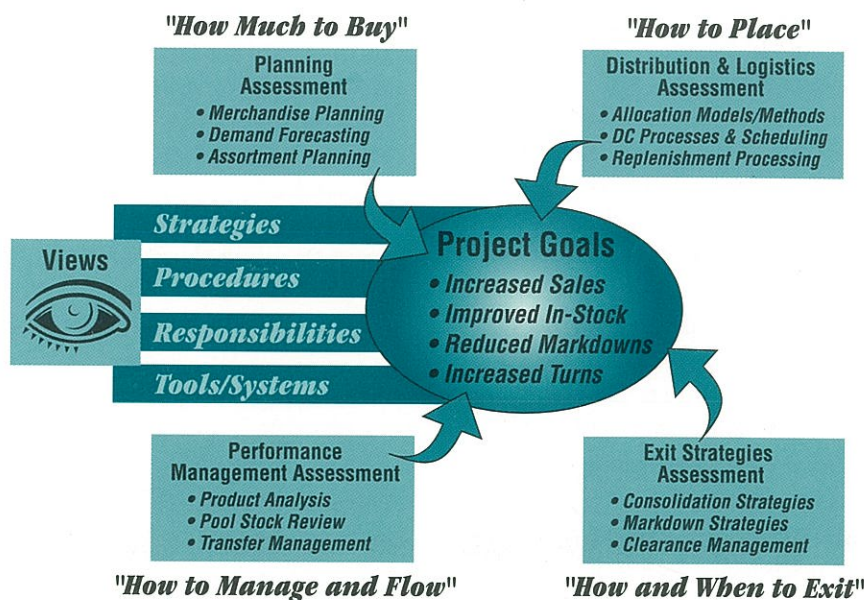 "How Much to Buy"
Planning
Assessment
• Merchandise Planning
• Demand Forecasting
• Assortment Planning
"How to Place"
Distribution & Logistics
Assessment
• Allocation Models/Methods
• DC Processes & Scheduling
• Replenishment Processing
Views
Strategies
Procedures
Responsibilities
Tools/Systems
Project Goals
• Increased Sales
• Improved In-Stock
• Reduced Markdowns
• Increased Turns
Performance
Management Assessment
• Product Analysis
• Pool Stock Review
• Transfer Management
"How to Manage and Flow"
Exit Strategies
Assessment
• Consolidation Strategies
• Markdown Strategies
• Clearance Management
"How and When to Exit"